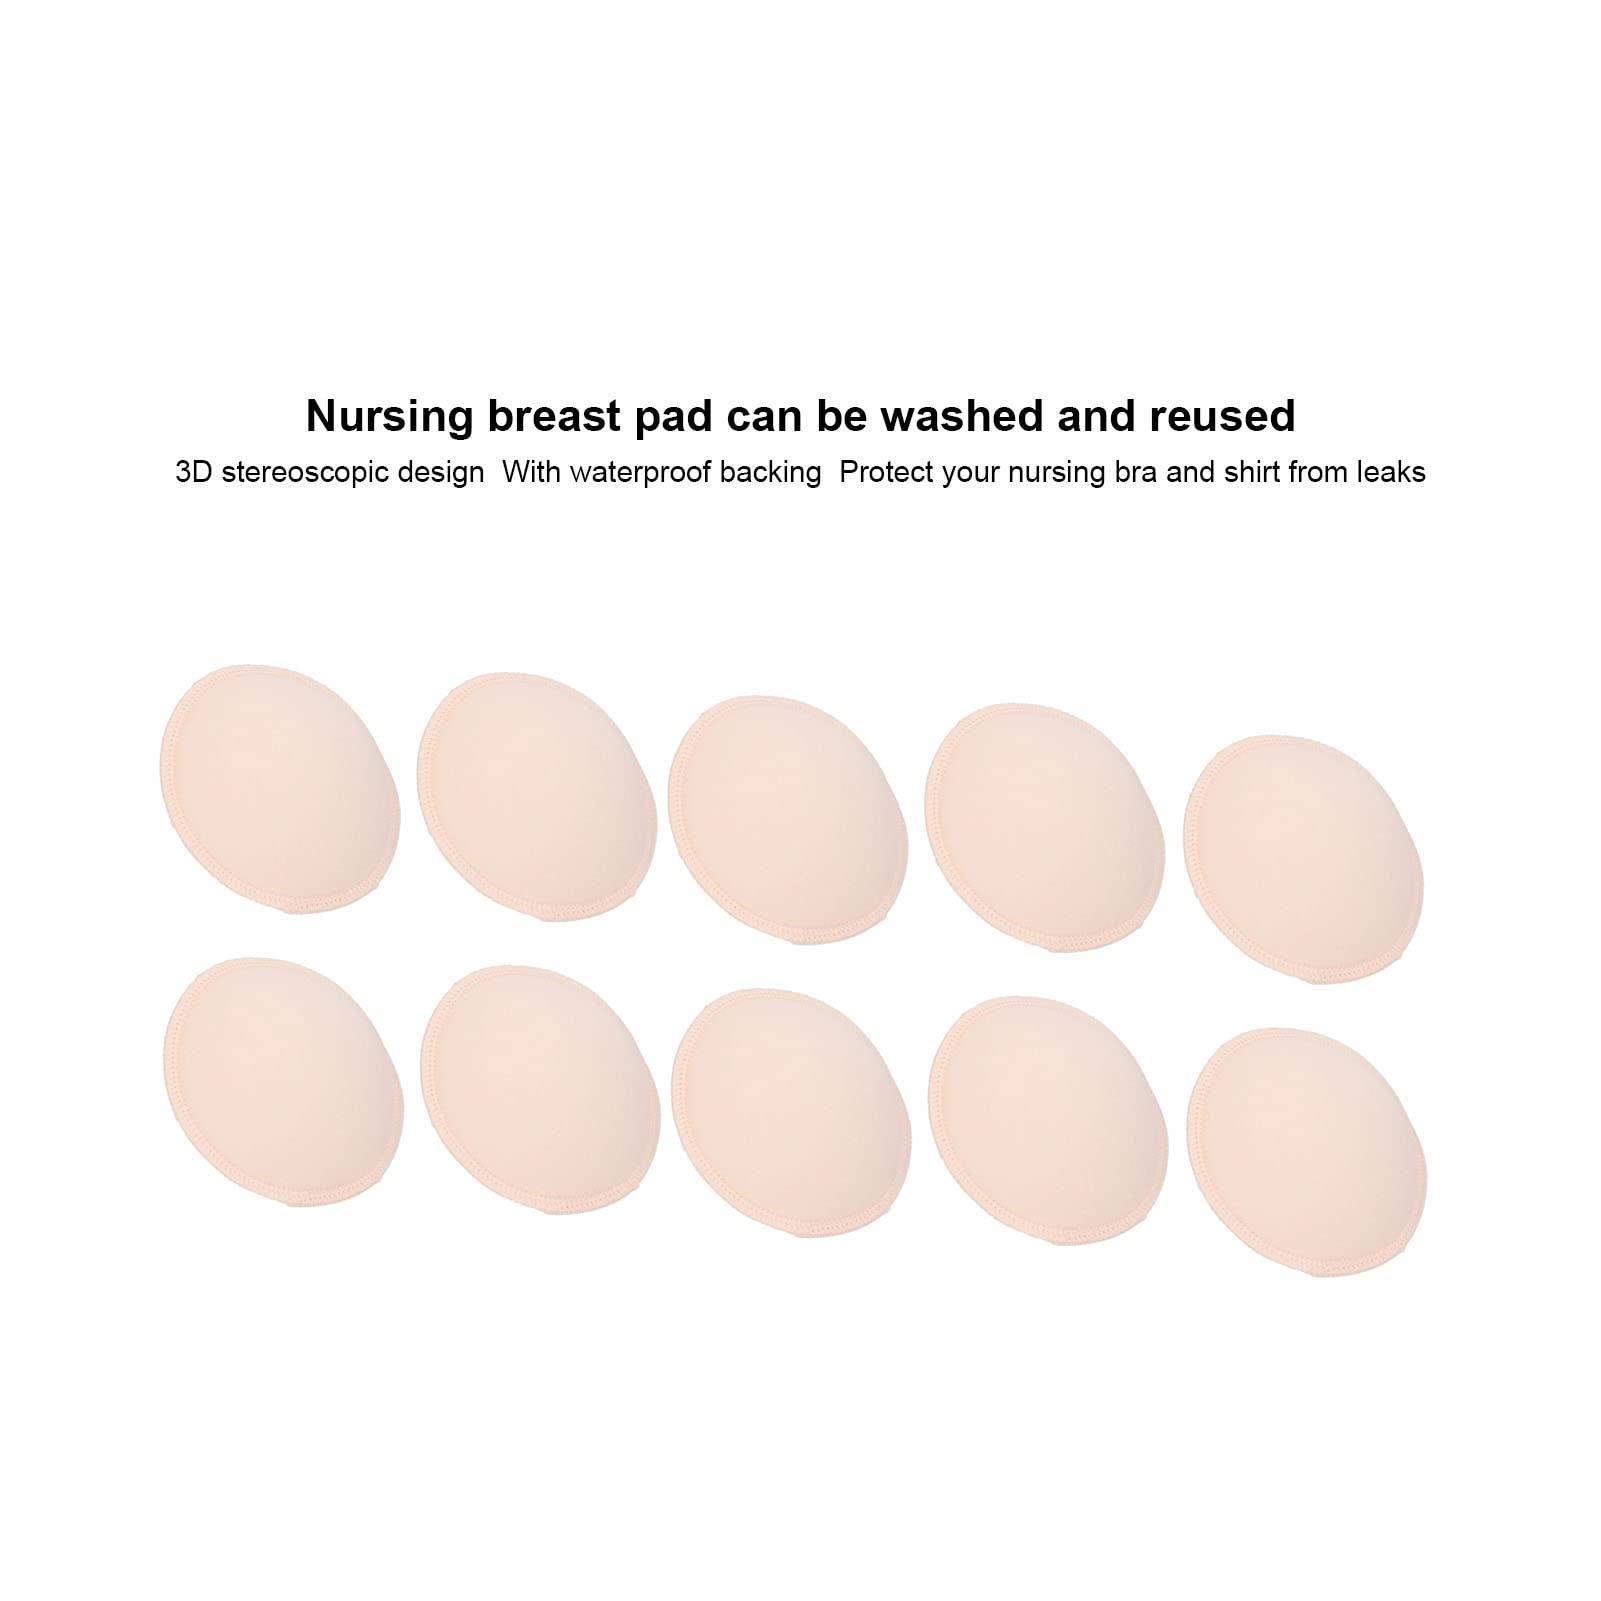 Nursing breast pad can be washed and reused
3D stereoscopic design  With waterproof backing  Protect your nursing bra and shirt from leaks